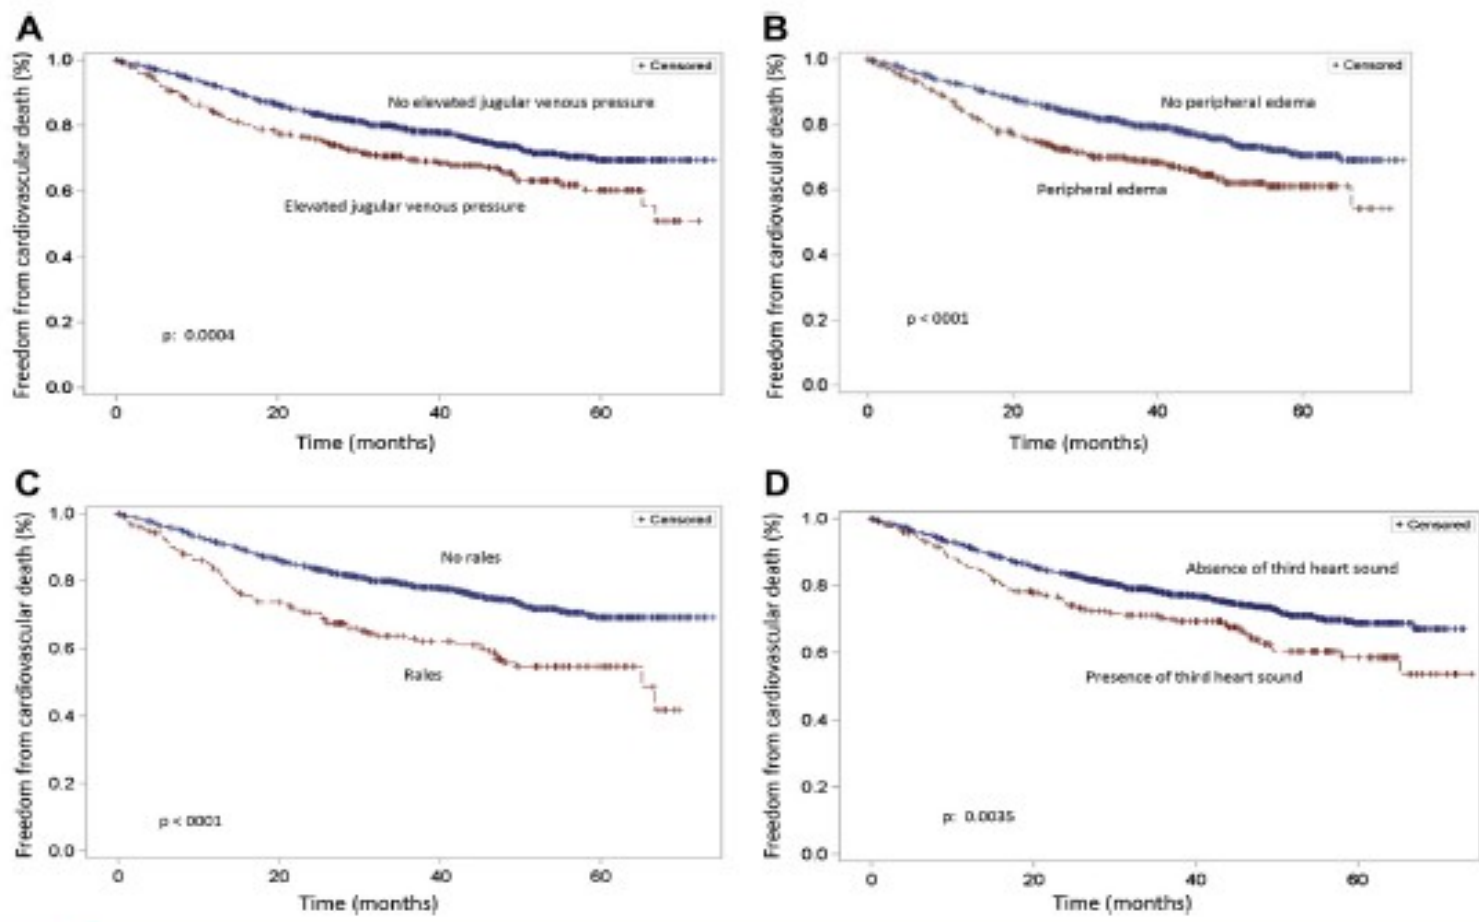 A
Freedom from cardiovascular death (%)
1.0
0.8
0.6
0.4
0.2
0.0
+ Censored
No elevated jugular venous pressure
Elevated jugular venous pressure
p: 0.0004
0 20 40 60
Time (months)
B
Freedom from cardiovascular death (%)
1.0
0.8
0.6
0.4
0.2
0.0
+ Censored
No peripheral edema
Peripheral edema
p < 0001
0 20 40 60
Time (months)
C
Freedom from cardiovascular death (%)
1.0
0.8
0.6
0.4
0.2
0.0
+ Censored
No rales
Rales
p < 0001
0 20 40 60
Time (months)
D
Freedom from cardiovascular death (%)
1.0
0.8
0.6
0.4
0.2
0.0
+ Censored
Absence of third heart sound
Presence of third heart sound
p: 0.0035
0 20 40 60
Time (months)